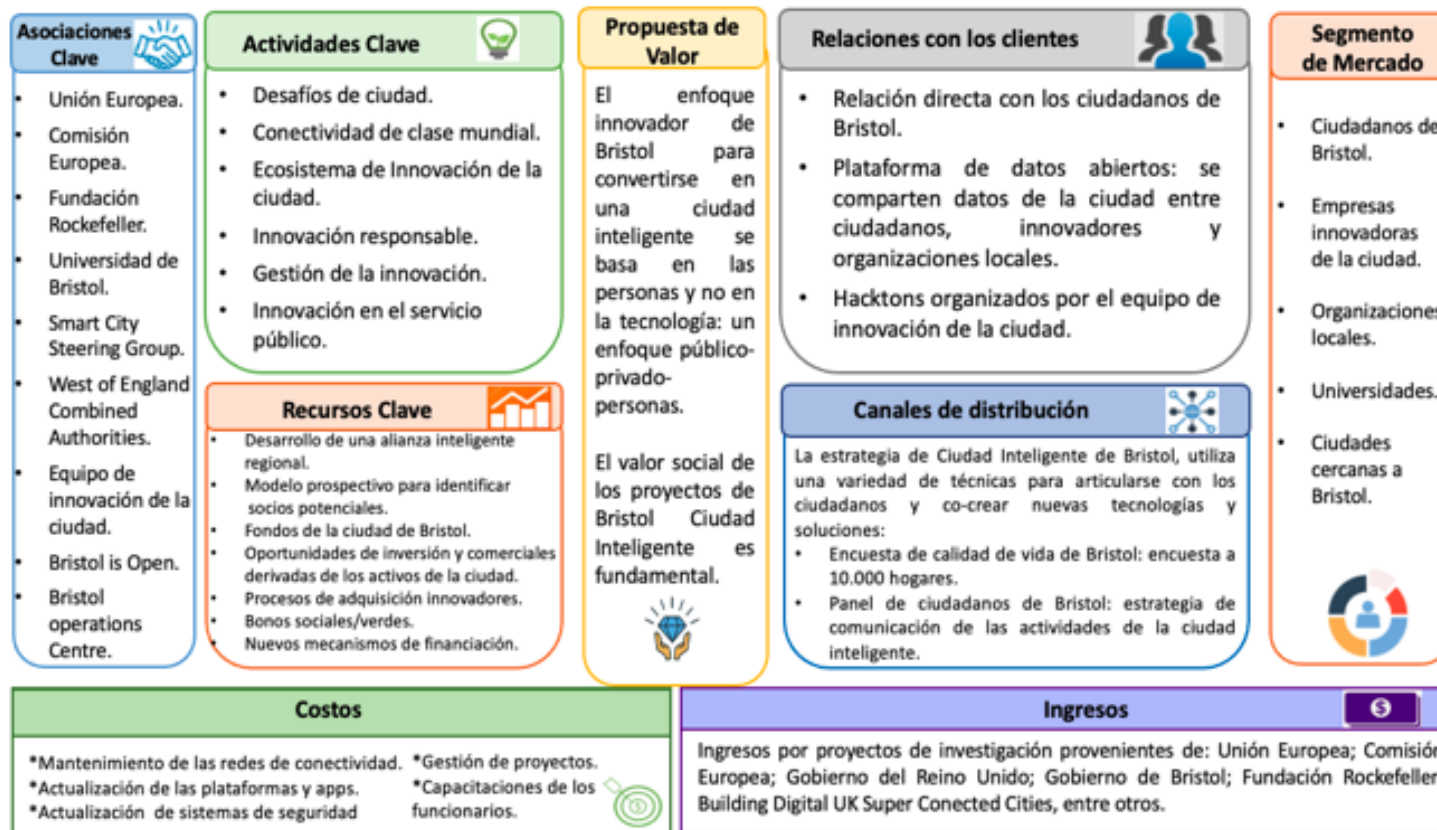 Asociaciones
Clave
Unión Europea.
Comisión
Europea.
Fundación
Rockefeller.
Universidad de
Bristol.
Smart City
Steering Group.
West of England
Combined
Authorities.
Equipo de
innovación de la
ciudad.
Bristol is Open.
Bristol
operations
Centre.
Actividades Clave
Desafíos de ciudad.
Conectividad de clase mundial.
Ecosistema de Innovación de la
ciudad.
Innovación responsable.
Gestión de la innovación.
Innovación en el servicio
público.
Recursos Clave
Desarrollo de una alianza inteligente
regional.
Modelo prospectivo para identificar
socios potenciales.
Fondos de la ciudad de Bristol.
Oportunidades de inversión y comerciales
derivadas de los activos de la ciudad.
Procesos de adquisición innovadores.
Bonos sociales/verdes.
Nuevos mecanismos de financiación.
Propuesta de
Valor
El enfoque
innovador de
Bristol para
convertirse en
una ciudad
inteligente se
basa en las
personas y no en
la tecnología: un
enfoque público-
privado-
personas.
El valor social de
los proyectos de
Bristol Ciudad
Inteligente es
fundamental.
Relaciones con los clientes
Relación directa con los ciudadanos de
Bristol.
Plataforma de datos abiertos: se
comparten datos de la ciudad entre
ciudadanos, innovadores y
organizaciones locales.
Hacktons organizados por el equipo de
innovación de la ciudad.
Canales de distribución
La estrategia de Ciudad Inteligente de Bristol, utiliza
una variedad de técnicas para articularse con los
ciudadanos y co-crear nuevas tecnologías y
soluciones:
Encuesta de calidad de vida de Bristol: encuesta a
10.000 hogares.
Panel de ciudadanos de Bristol: estrategia de
comunicación de las actividades de la ciudad
inteligente.
Segmento
de Mercado
Ciudadanos de
Bristol.
Empresas
innovadoras
de la ciudad.
Organizaciones
locales.
Universidades.
Ciudades
cercanas a
Bristol.
Costos
*Mantenimiento de las redes de conectividad.
*Actualización de las plataformas y apps.
*Actualización de sistemas de seguridad
*Gestión de proyectos.
*Capacitaciones de los
funcionarios.
Ingresos
Ingresos por proyectos de investigación provenientes de: Unión Europea; Comisión
Europea; Gobierno del Reino Unido; Gobierno de Bristol; Fundación Rockefeller
Building Digital UK Super Conected Cities, entre otros.